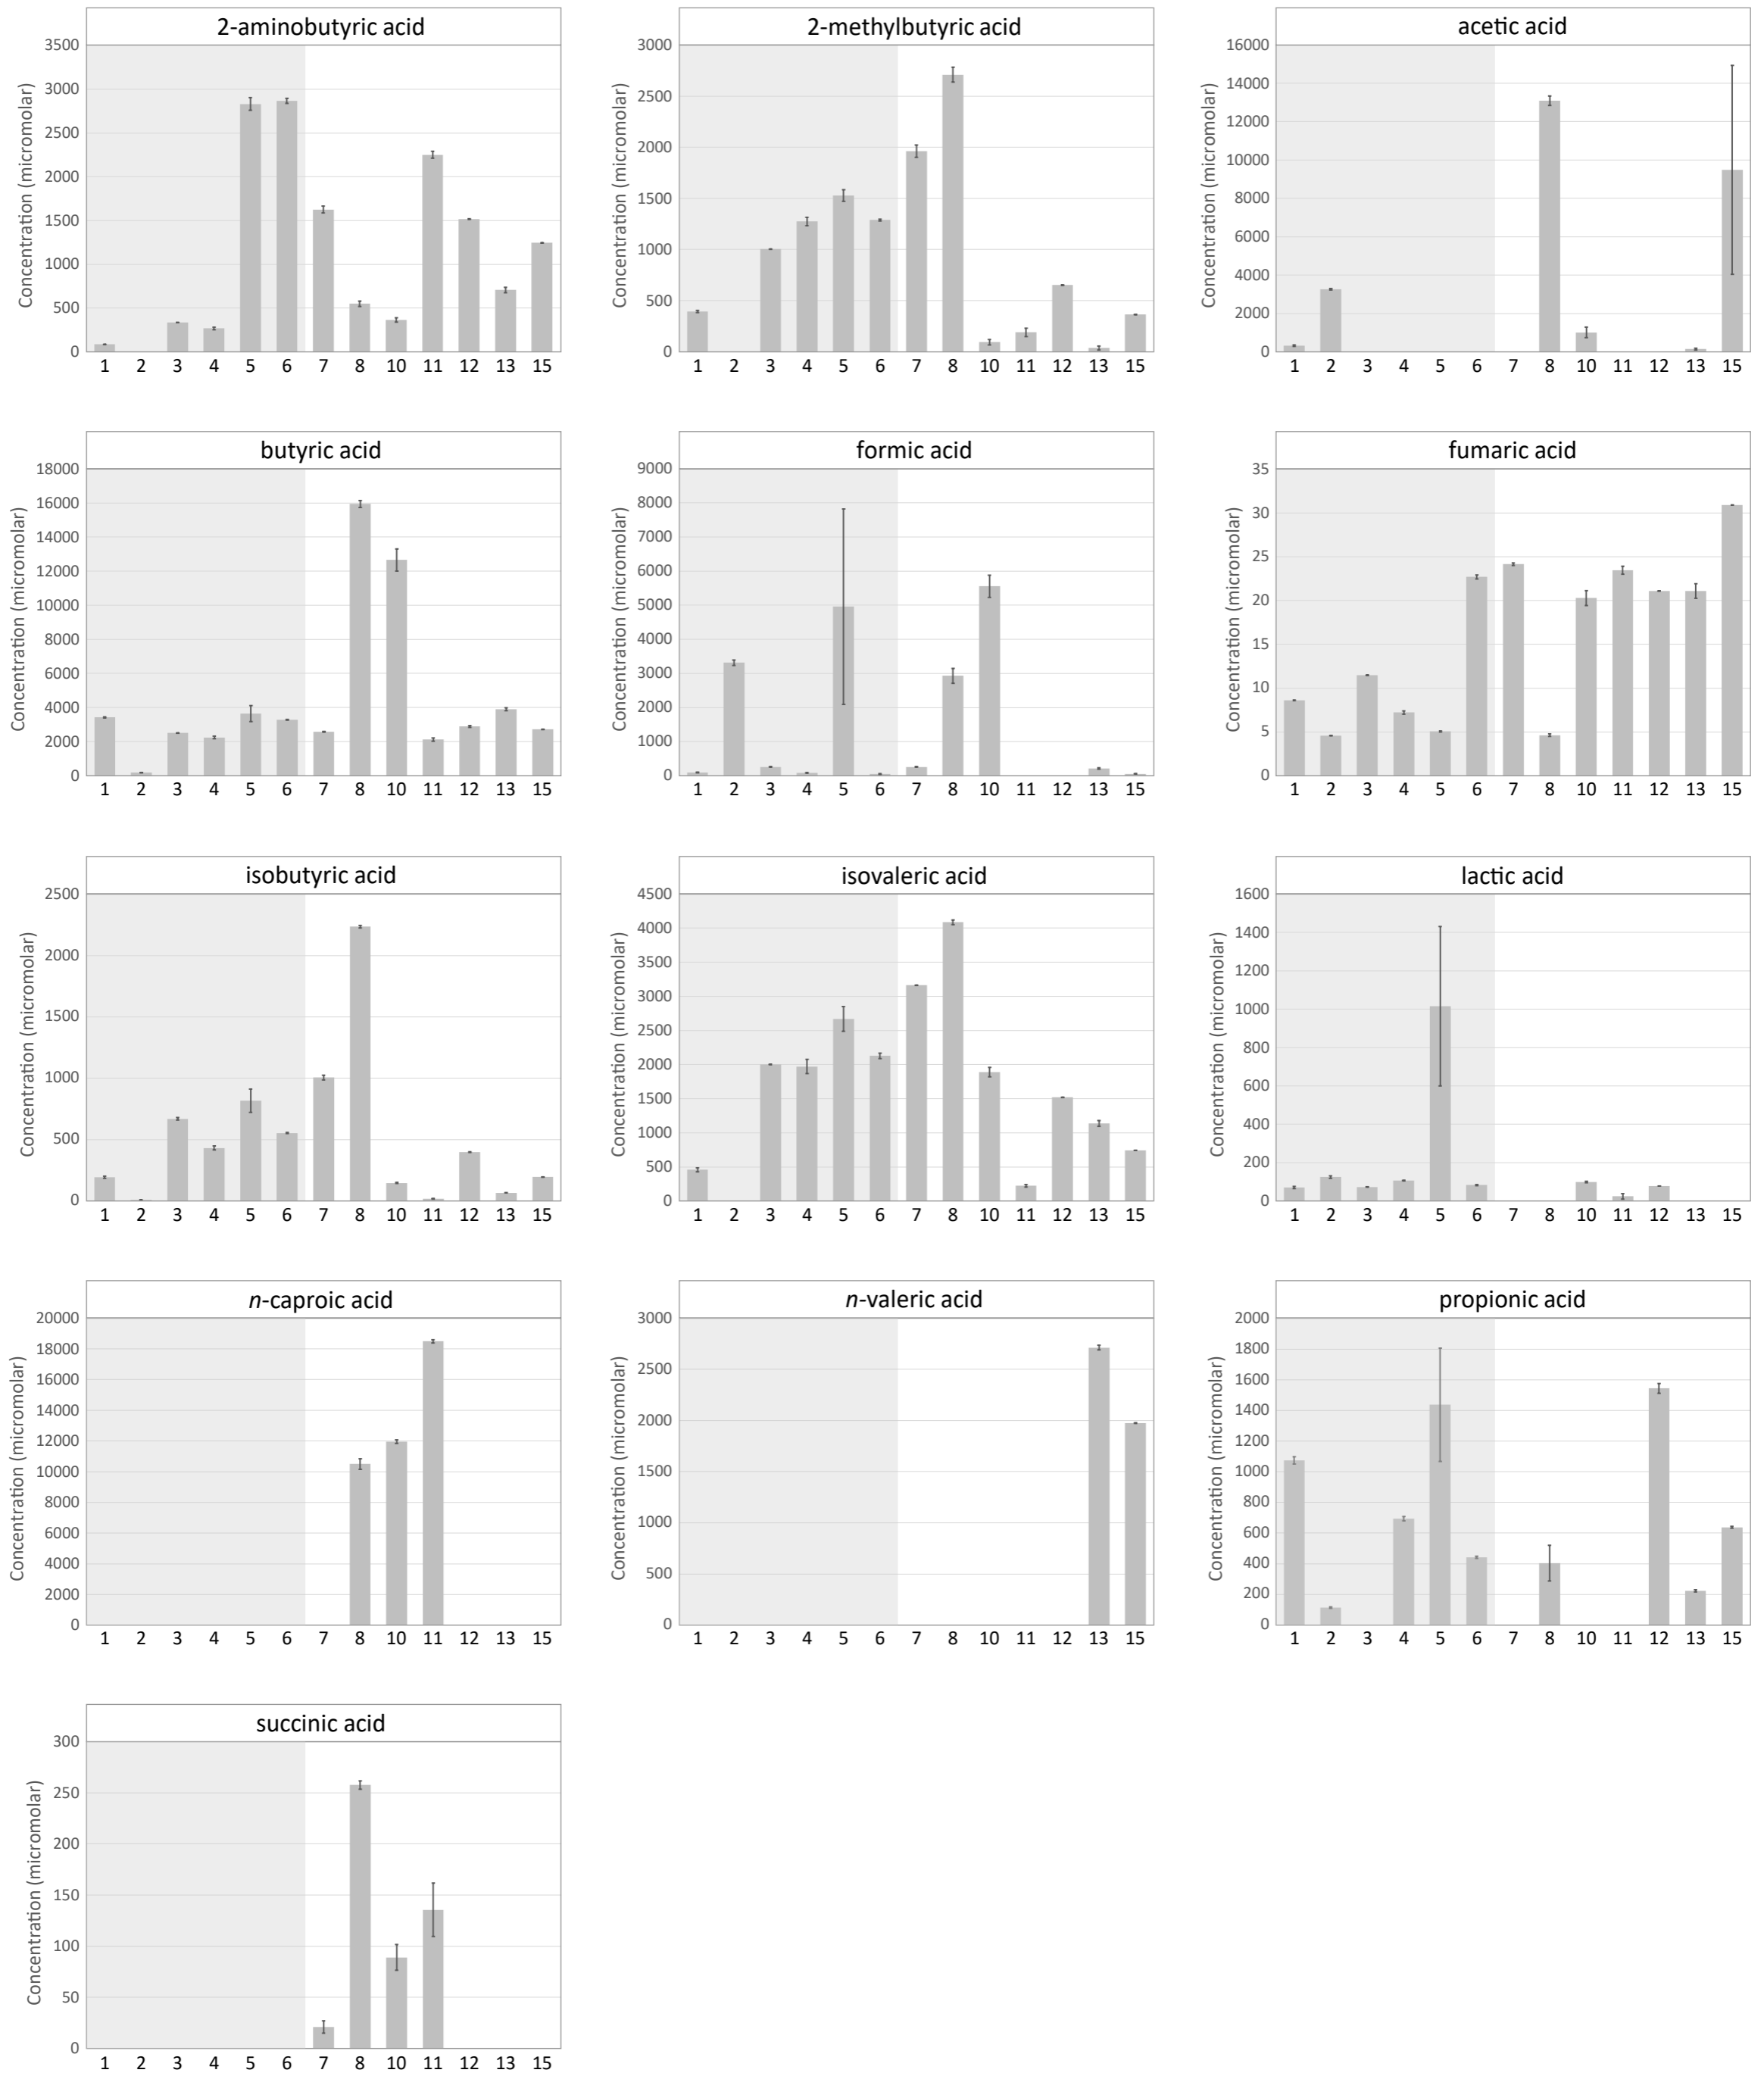 2-aminobutyric acid
Concentration (micromolar)
3500
3000
2500
2000
1500
1000
500
0
1 2 3 4 5 6 7 8 10 11 12 13 15
2-methylbutyric acid
Concentration (micromolar)
3000
2500
2000
1500
1000
500
0
1 2 3 4 5 6 7 8 10 11 12 13 15
acetic acid
Concentration (micromolar)
16000
14000
12000
10000
8000
6000
4000
2000
0
1 2 3 4 5 6 7 8 10 11 12 13 15
butyric acid
Concentration (micromolar)
18000
16000
14000
12000
10000
8000
6000
4000
2000
0
1 2 3 4 5 6 7 8 10 11 12 13 15
formic acid
Concentration (micromolar)
9000
8000
7000
6000
5000
4000
3000
2000
1000
0
1 2 3 4 5 6 7 8 10 11 12 13 15
fumaric acid
Concentration (micromolar)
35
30
25
20
15
10
5
0
1 2 3 4 5 6 7 8 10 11 12 13 15
isobutyric acid
Concentration (micromolar)
2500
2000
1500
1000
500
0
1 2 3 4 5 6 7 8 10 11 12 13 15
isovaleric acid
Concentration (micromolar)
4500
4000
3500
3000
2500
2000
1500
1000
500
0
1 2 3 4 5 6 7 8 10 11 12 13 15
lactic acid
Concentration (micromolar)
1600
1400
1200
1000
800
600
400
200
0
1 2 3 4 5 6 7 8 10 11 12 13 15
n-caproic acid
Concentration (micromolar)
20000
18000
16000
14000
12000
10000
8000
6000
4000
2000
0
1 2 3 4 5 6 7 8 10 11 12 13 15
n-valeric acid
Concentration (micromolar)
3000
2500
2000
1500
1000
500
0
1 2 3 4 5 6 7 8 10 11 12 13 15
propionic acid
Concentration (micromolar)
2000
1800
1600
1400
1200
1000
800
600
400
200
0
1 2 3 4 5 6 7 8 10 11 12 13 15
succinic acid
Concentration (micromolar)
300
250
200
150
100
50
0
1 2 3 4 5 6 7 8 10 11 12 13 15